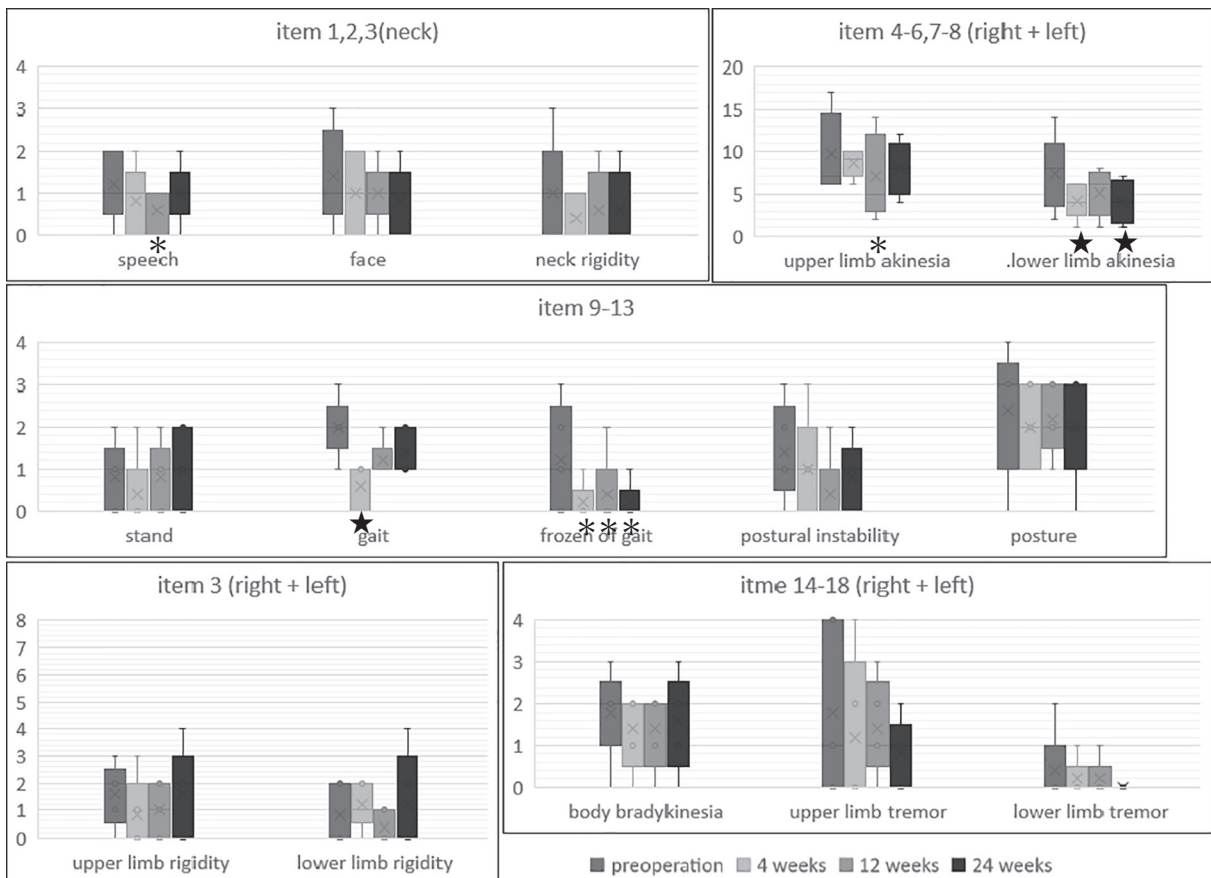 item 1,2,3(neck)
4
3
2
1
0
speech face neck rigidity
*
item 4-6,7-8 (right + left)
20
15
10
5
0
* ★ ★
upper limb akinesia .lower limb akinesia
item 9-13
4
3
2
1
0
★ * * *
stand gait frozen of gait postural instability posture
item 3 (right + left)
8
7
6
5
4
3
2
1
0
upper limb rigidity lower limb rigidity
itme 14-18 (right + left)
4
3
2
1
0
body bradykinesia upper limb tremor lower limb tremor
preoperation 4 weeks 12 weeks 24 weeks